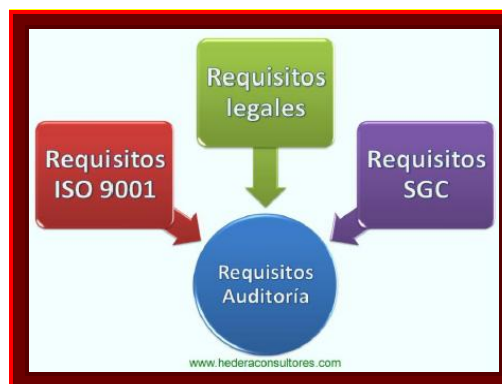 Requisitos
legales
Requisitos
ISO 9001
Requisitos
SGC
Requisitos
Auditoría
www.hederaconsultores.com